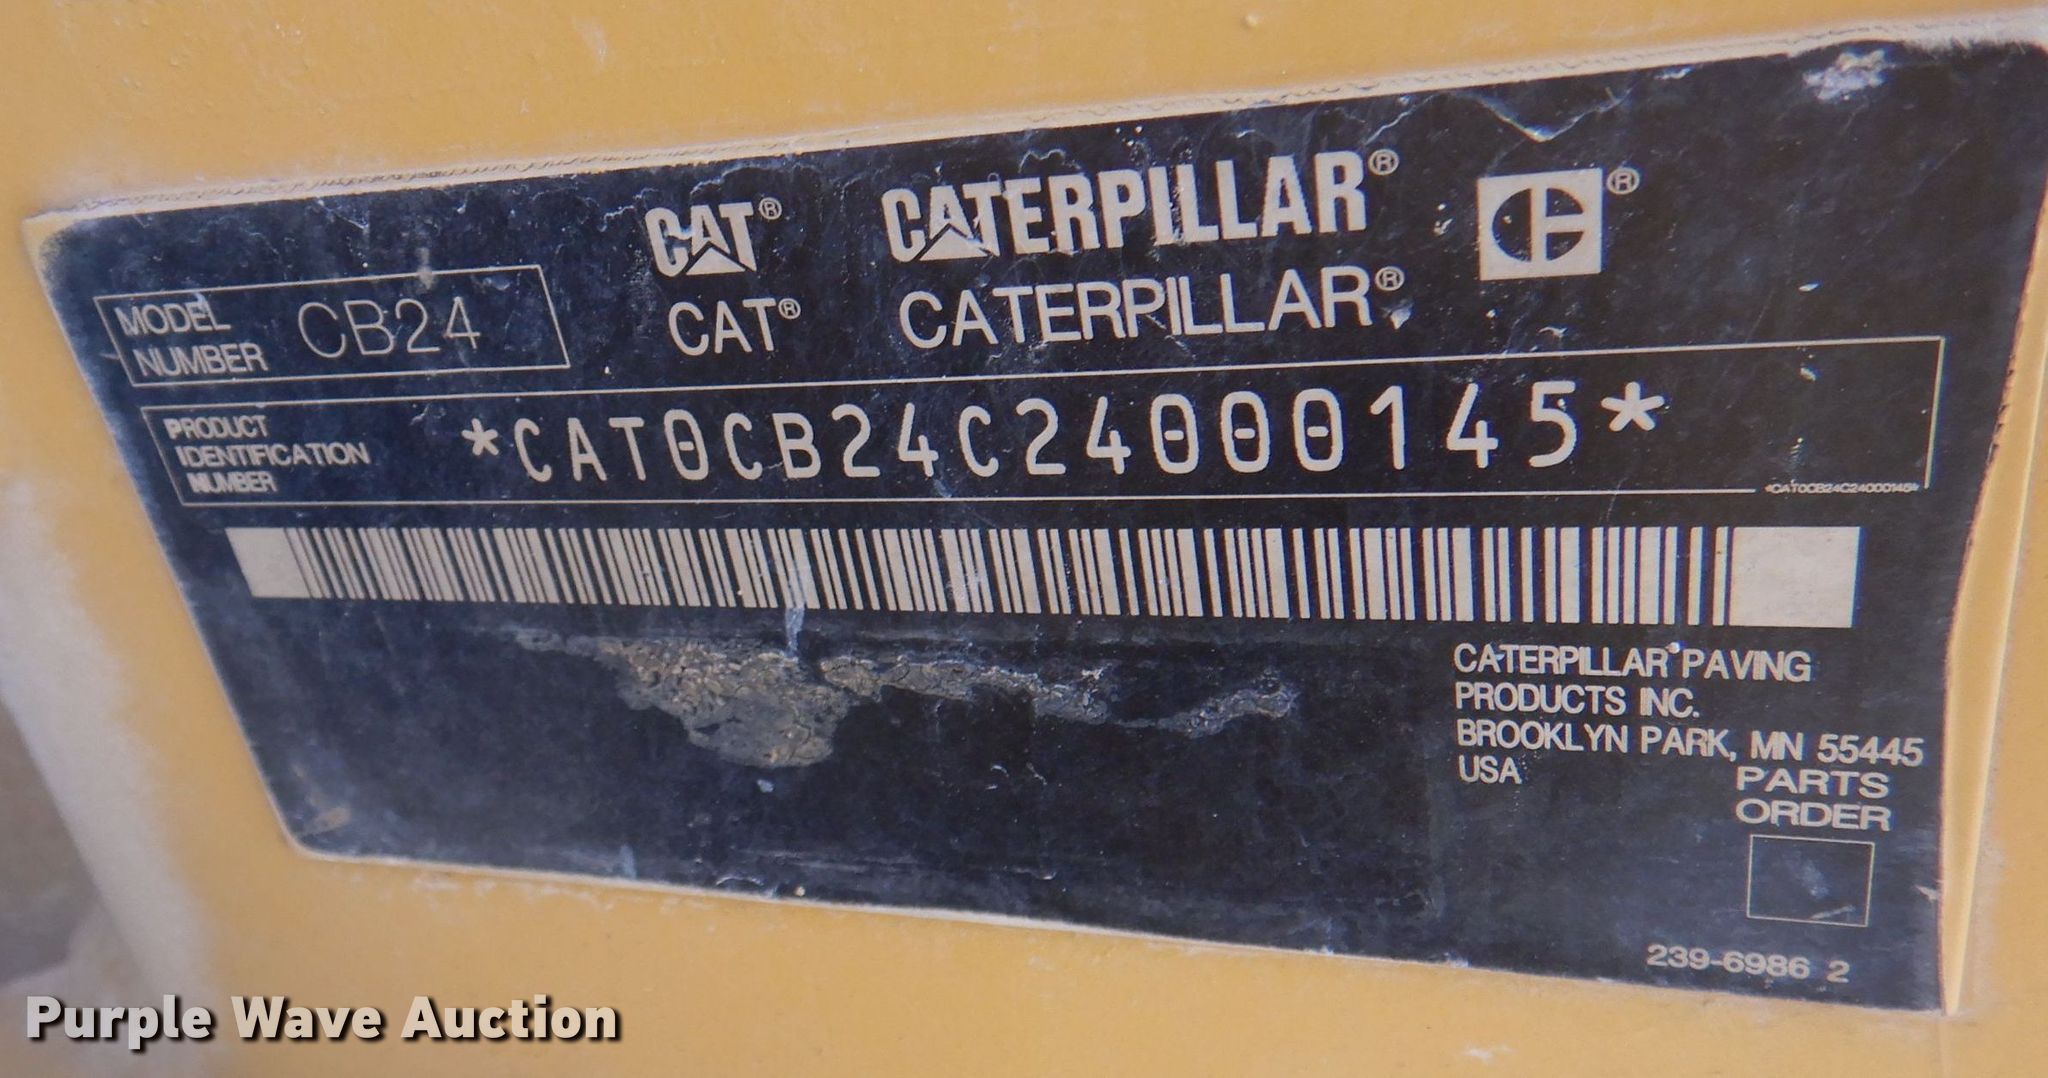 CAT® CATERPILLAR® ®
CAT® CATERPILLAR®
MODEL
NUMBER CB24
PRODUCT
IDENTIFICATION
NUMBER
*CAT0CB24C24000145*
*CAT0CB24C24000145*
CATERPILLAR PAVING
PRODUCTS INC.
BROOKLYN PARK, MN 55445
USA
PARTS
ORDER
239-6986 2
Purple Wave Auction